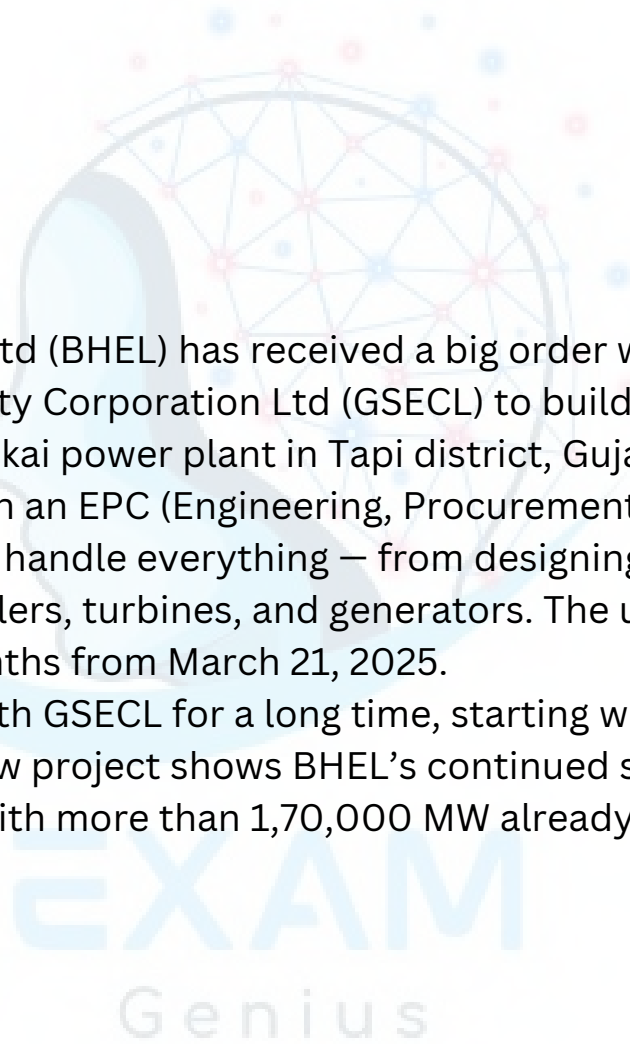 td (BHEL) has received a big order w
ty Corporation Ltd (GSECL) to build
kai power plant in Tapi district, Guja
n an EPC (Engineering, Procurement
handle everything — from designing
lers, turbines, and generators. The u
nths from March 21, 2025.
th GSECL for a long time, starting w
w project shows BHEL’s continued s
ith more than 1,70,000 MW already
EXAM
Genius